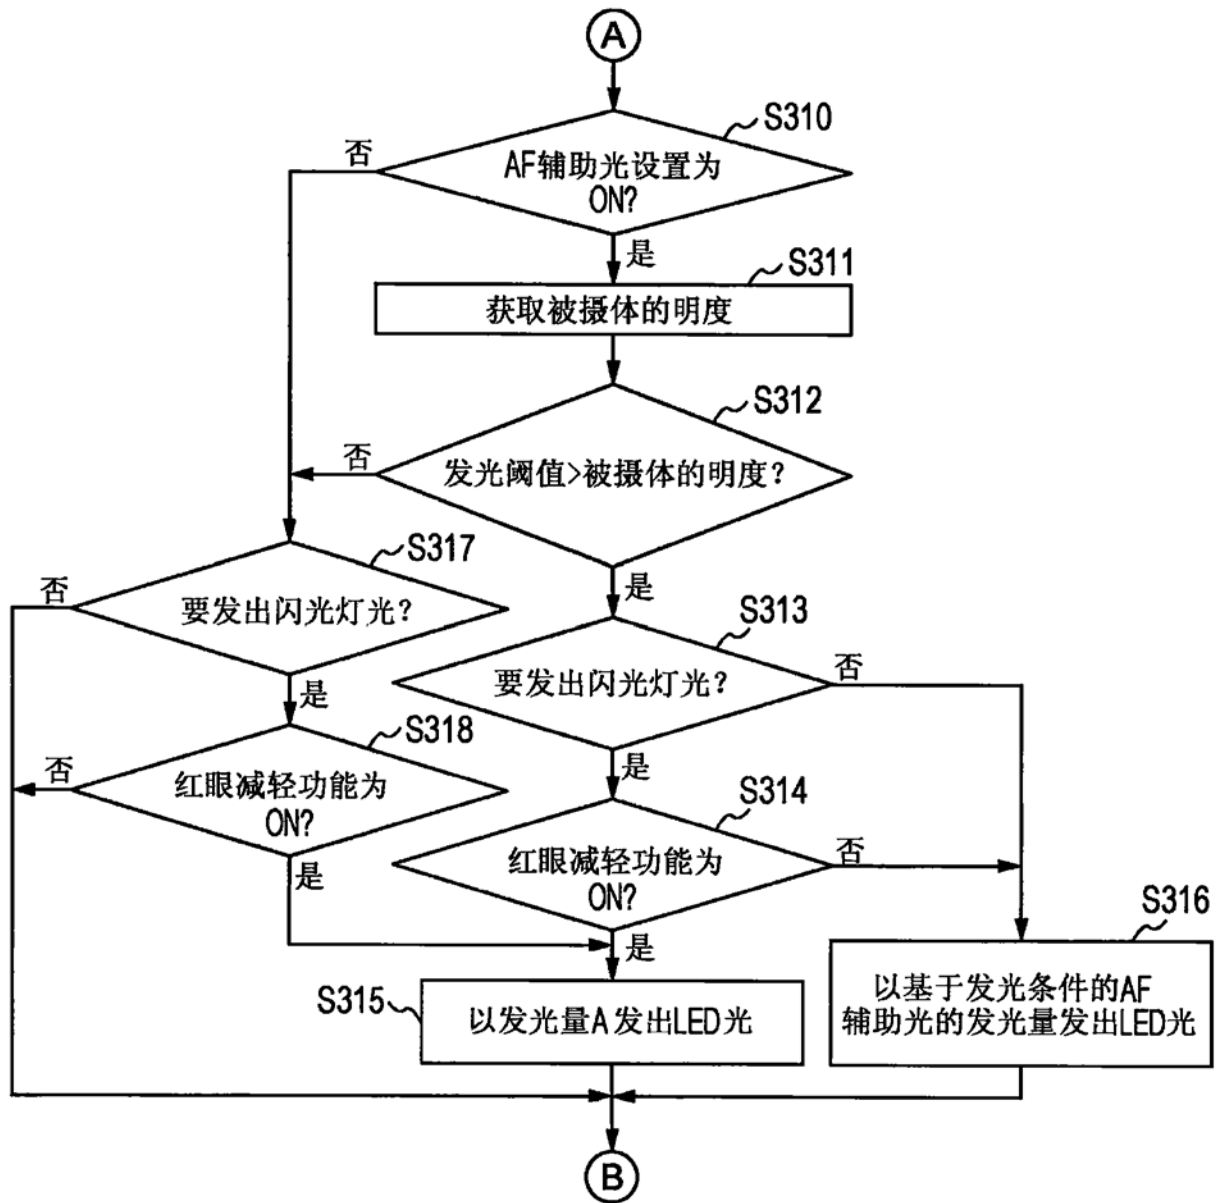 A
S310
AF辅助光设置为
ON?
否
是
S311
获取被摄体的明度
S312
发光阈值>被摄体的明度?
否
是
S317
要发出闪光灯光?
否
是
S313
要发出闪光灯光?
否
是
S318
红眼减轻功能为
ON?
否
是
S314
红眼减轻功能为
ON?
否
是
S315
以发光量A发出LED光
S316
以基于发光条件的AF
辅助光的发光量发出LED光
B